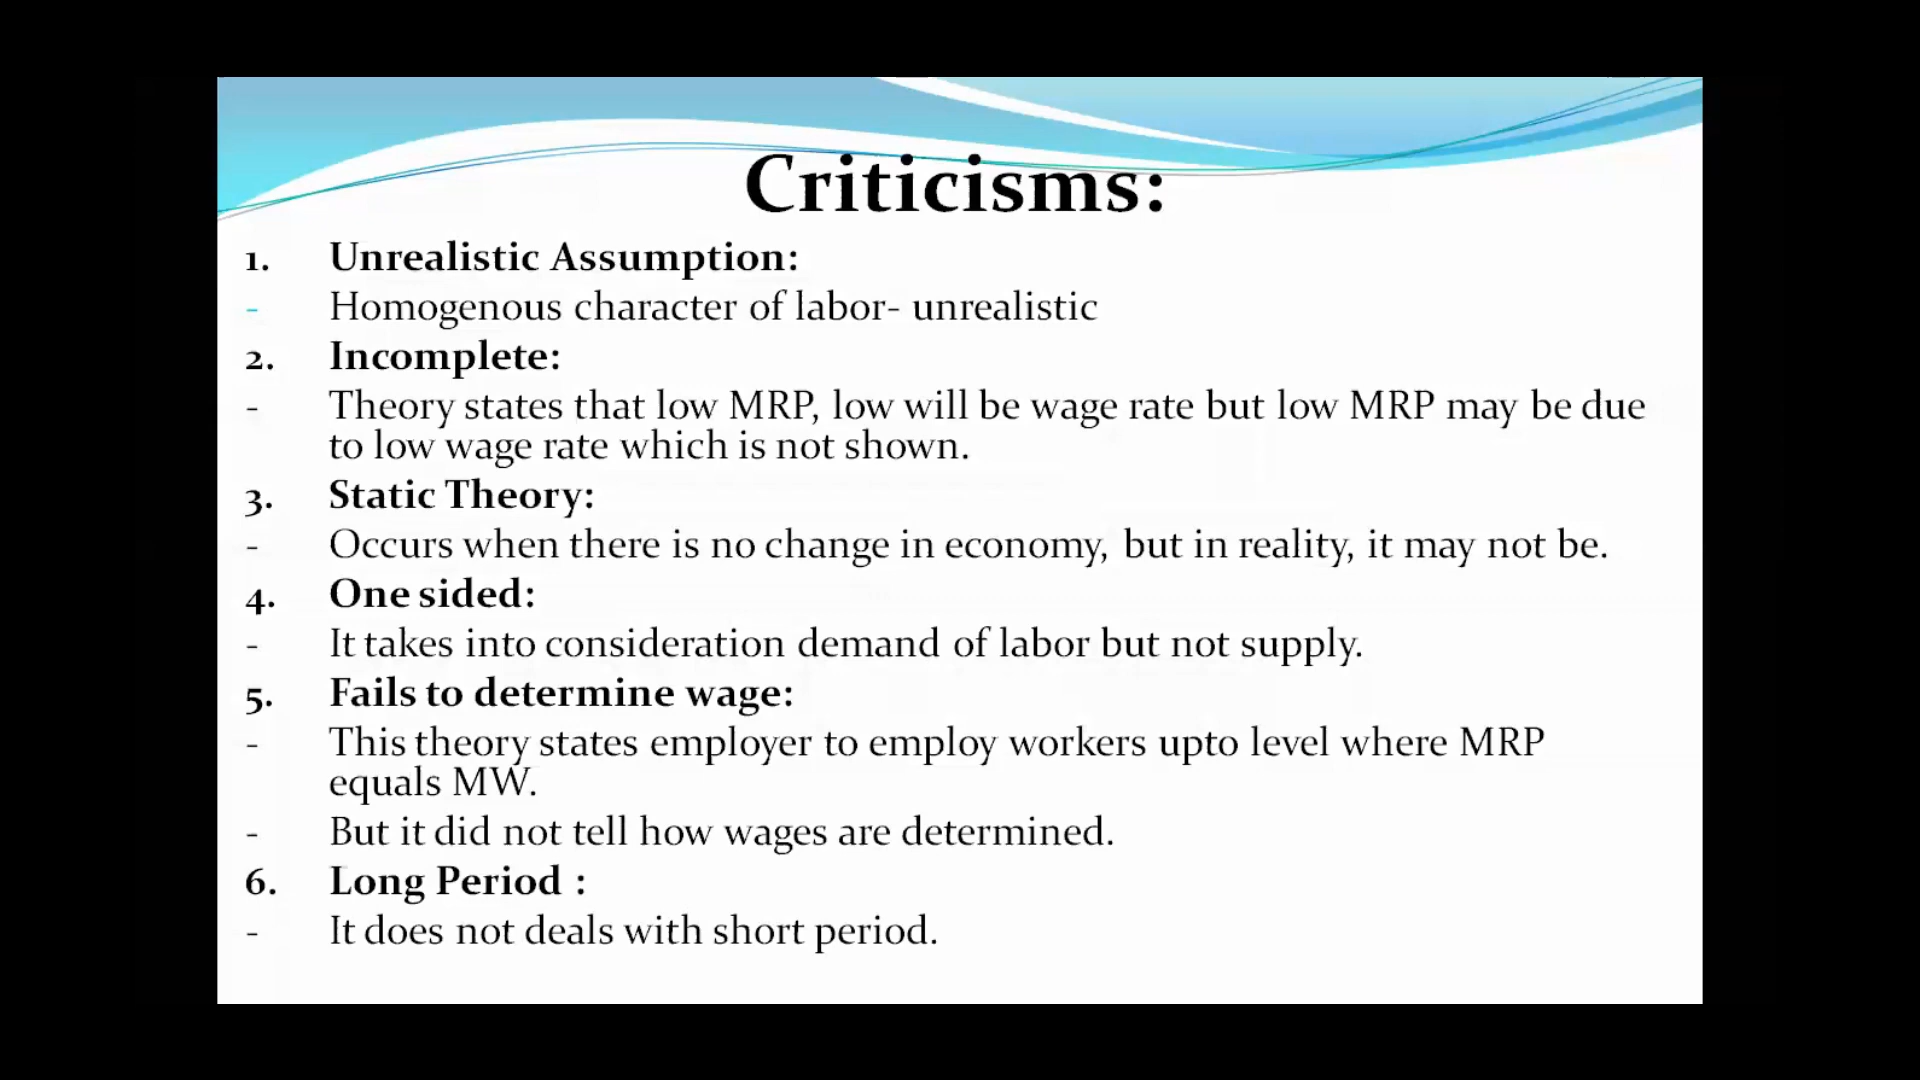 Criticisms:
1. Unrealistic Assumption:
- Homogenous character of labor- unrealistic
2. Incomplete:
- Theory states that low MRP, low will be wage rate but low MRP may be due
to low wage rate which is not shown.
3. Static Theory:
- Occurs when there is no change in economy, but in reality, it may not be.
4. One sided:
- It takes into consideration demand of labor but not supply.
5. Fails to determine wage:
- This theory states employer to employ workers upto level where MRP
equals MW.
- But it did not tell how wages are determined.
6. Long Period :
- It does not deals with short period.